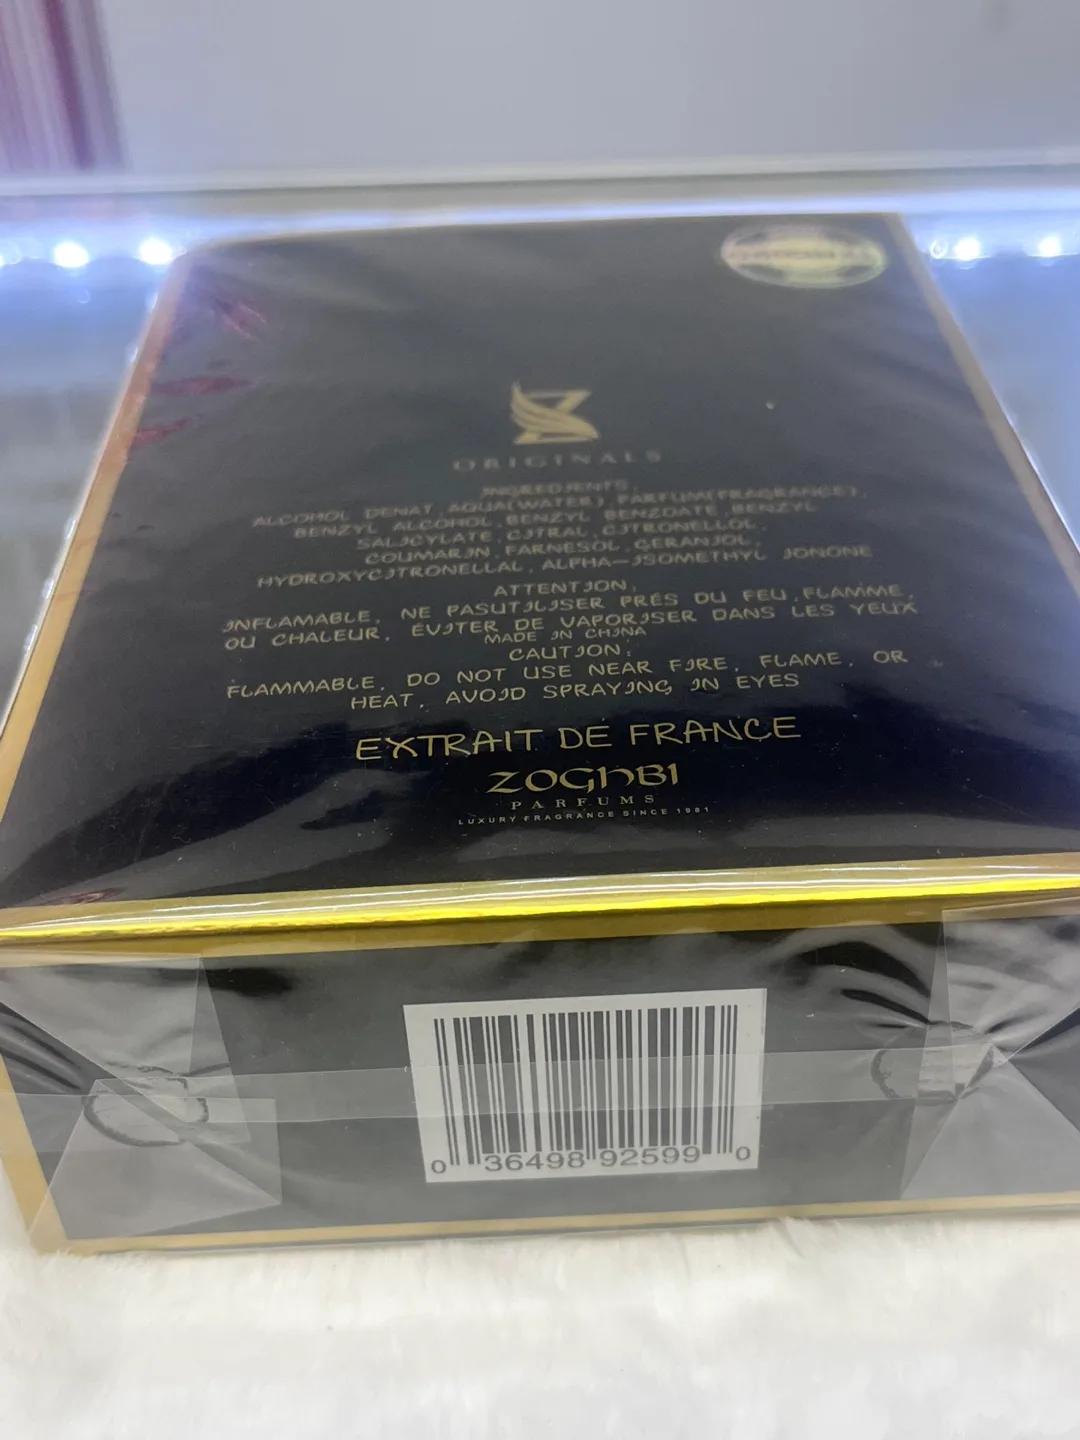 ORIGINALS
INGREDIENTS,
ALCOHOL DENAT, AQUA(WATER), PARFUM(FRAGRANCE),
BENZYL ALCOHOL, BENZYL BENZOATE, BENZYL
SALICYLATE, CITRAL, CITRONELLOL,
COUMARIN, FARNESOL, GERANIOL,
HYDROXYCITRONELLAL, ALPHA-ISOMETHYL IONONE
ATTENTION,
INFLAMABLE, NE PASUTILISER PRÉS DU FEU, FLAMME,
OU CHALEUR, ÉVITER DE VAPORISER DANS LES YEUX
MADE IN CHINA
CAUTION:
FLAMMABLE, DO NOT USE NEAR FIRE, FLAME, OR
HEAT, AVOID SPRAYING IN EYES
EXTRAIT DE FRANCE
ZOGHBI
PARFUMS
LUXURY FRAGRANCE SINCE 1981
0 36498 92599 0